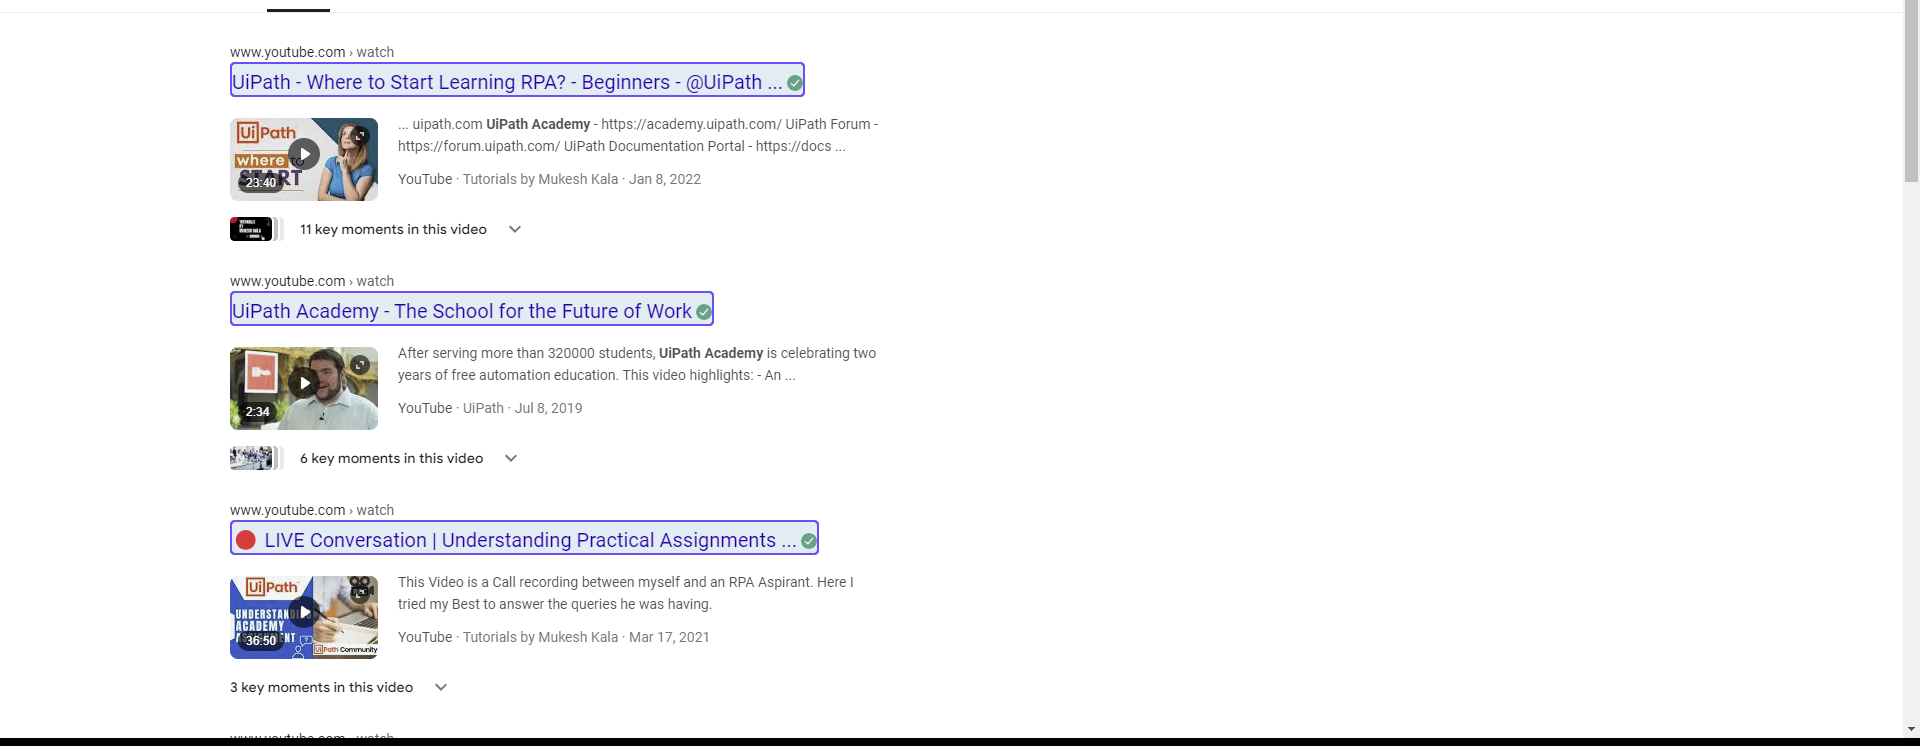 www.youtube.com › watch
UiPath - Where to Start Learning RPA? - Beginners - @UiPath ...
UiPath
where to
START
23:40
... uipath.com UiPath Academy - https://academy.uipath.com/ UiPath Forum -
https://forum.uipath.com/ UiPath Documentation Portal - https://docs ...
YouTube · Tutorials by Mukesh Kala · Jan 8, 2022
11 key moments in this video
www.youtube.com › watch
UiPath Academy - The School for the Future of Work
2:34
After serving more than 320000 students, UiPath Academy is celebrating two
years of free automation education. This video highlights: - An ...
YouTube · UiPath · Jul 8, 2019
6 key moments in this video
www.youtube.com › watch
LIVE Conversation | Understanding Practical Assignments ...
UiPath
ACADEMY
36:50
UiPath Community
This Video is a Call recording between myself and an RPA Aspirant. Here I
tried my Best to answer the queries he was having.
YouTube · Tutorials by Mukesh Kala · Mar 17, 2021
3 key moments in this video
www.youtube.com › watch